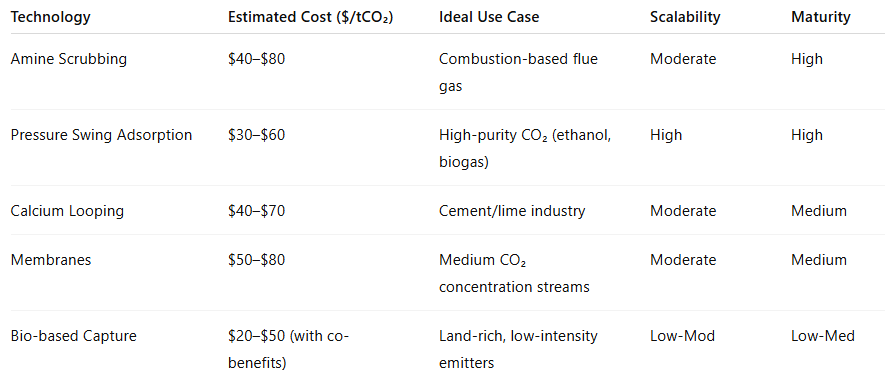 Technology Estimated Cost ($/tCO₂) Ideal Use Case Scalability Maturity
Amine Scrubbing $40–$80 Combustion-based flue Moderate High
gas
Pressure Swing Adsorption $30–$60 High-purity CO₂ (ethanol, High High
biogas)
Calcium Looping $40–$70 Cement/lime industry Moderate Medium
Membranes $50–$80 Medium CO₂ Moderate Medium
concentration streams
Bio-based Capture $20–$50 (with co- Land-rich, low-intensity Low-Mod Low-Med
benefits) emitters